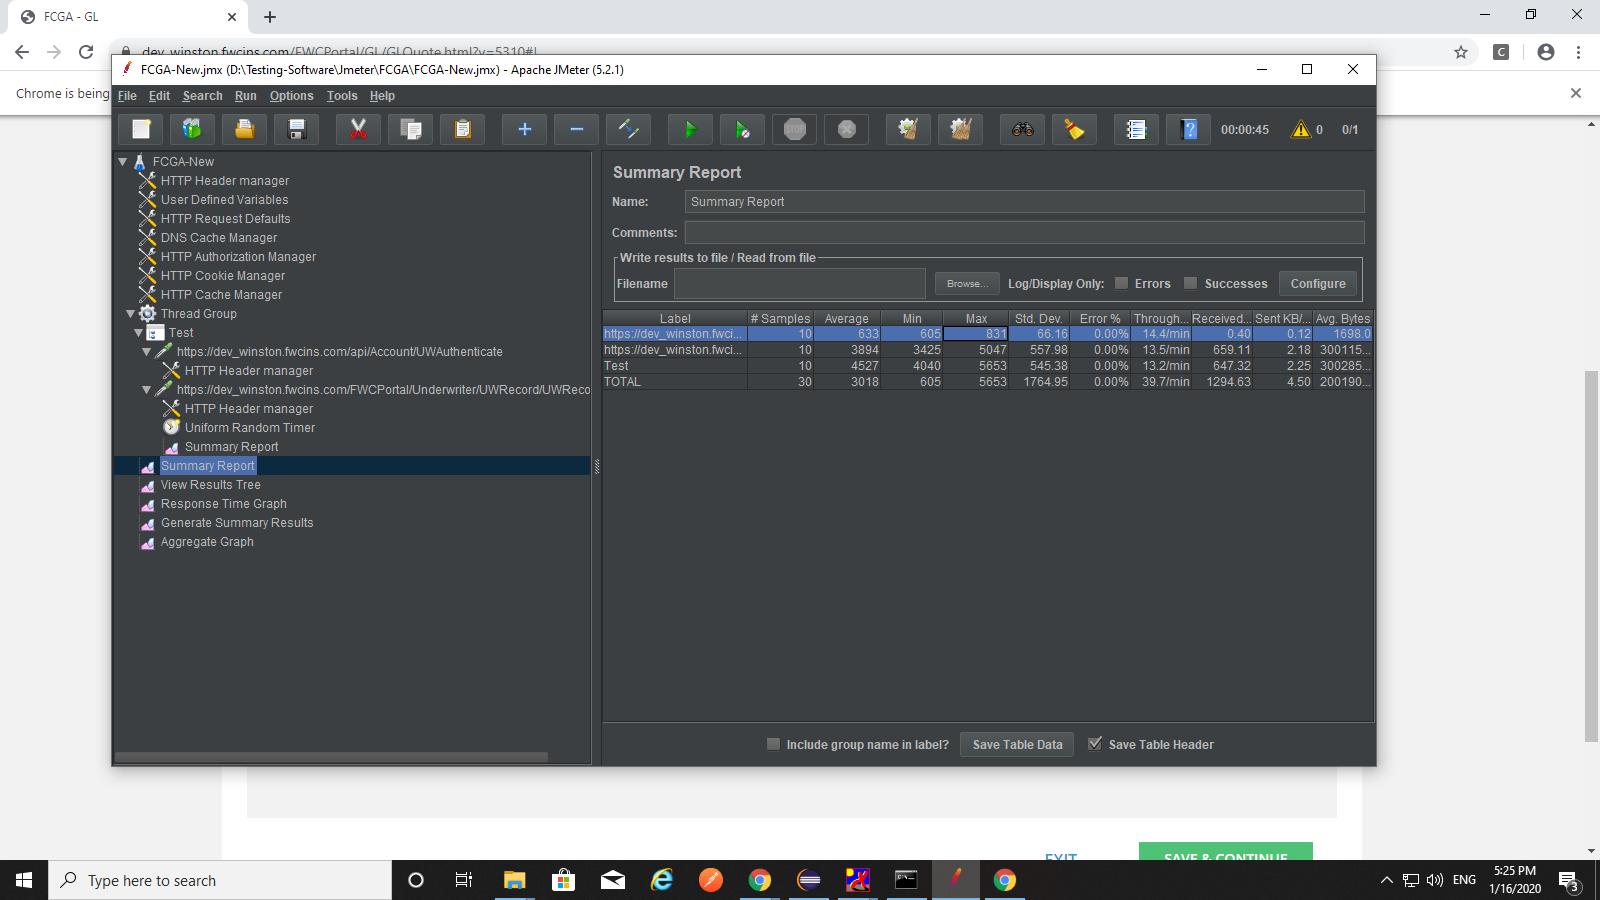 FCGA - GL
dev_winston.fwcins.com/FWCPortal/GL/GLQuote.html?v=5310#!
Chrome is being
FCGA-New.jmx (D:\Testing-Software\Jmeter\FCGA\FCGA-New.jmx) - Apache JMeter (5.2.1)
File Edit Search Run Options Tools Help
STOP 00:00:45 0 0/1
FCGA-New
HTTP Header manager
User Defined Variables
HTTP Request Defaults
DNS Cache Manager
HTTP Authorization Manager
HTTP Cookie Manager
HTTP Cache Manager
Thread Group
Test
https://dev_winston.fwcins.com/api/Account/UWAuthenticate
HTTP Header manager
https://dev_winston.fwcins.com/FWCPortal/Underwriter/UWRecord/UWReco
HTTP Header manager
Uniform Random Timer
Summary Report
Summary Report
View Results Tree
Response Time Graph
Generate Summary Results
Aggregate Graph
Summary Report
Name: Summary Report
Comments:
Write results to file / Read from file
Filename Browse... Log/Display Only: Errors Successes Configure
Label # Samples Average Min Max Std. Dev. Error % Through... Received... Sent KB/... Avg. Bytes
https://dev_winston.fwci... 10 633 605 831 66.16 0.00% 14.4/min 0.40 0.12 1698.0
https://dev_winston.fwci... 10 3894 3425 5047 557.98 0.00% 13.5/min 659.11 2.18 300115...
Test 10 4527 4040 5653 545.38 0.00% 13.2/min 647.32 2.25 300285...
TOTAL 30 3018 605 5653 1764.95 0.00% 39.7/min 1294.63 4.50 200190...
Include group name in label? Save Table Data Save Table Header
EXIT SAVE & CONTINUE
Type here to search
ENG 5:25 PM
1/16/2020
3